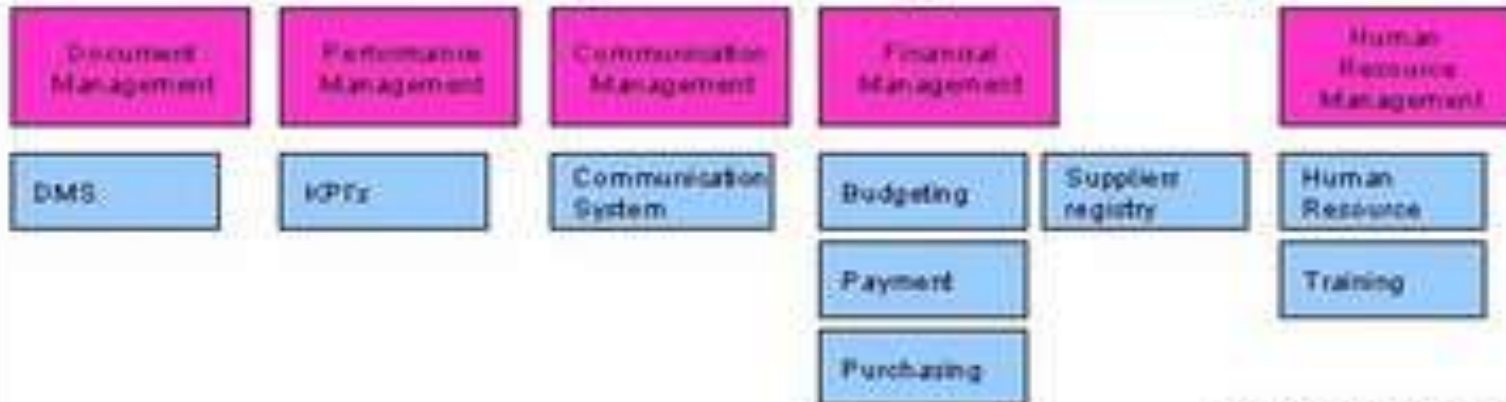 Document
Management
Performance
Management
Communication
Management
Financial
Management
Human
Resource
Management
DMS
KPI's
Communication
System
Budgeting
Suppliers
registry
Human
Resource
Payment
Training
Purchasing